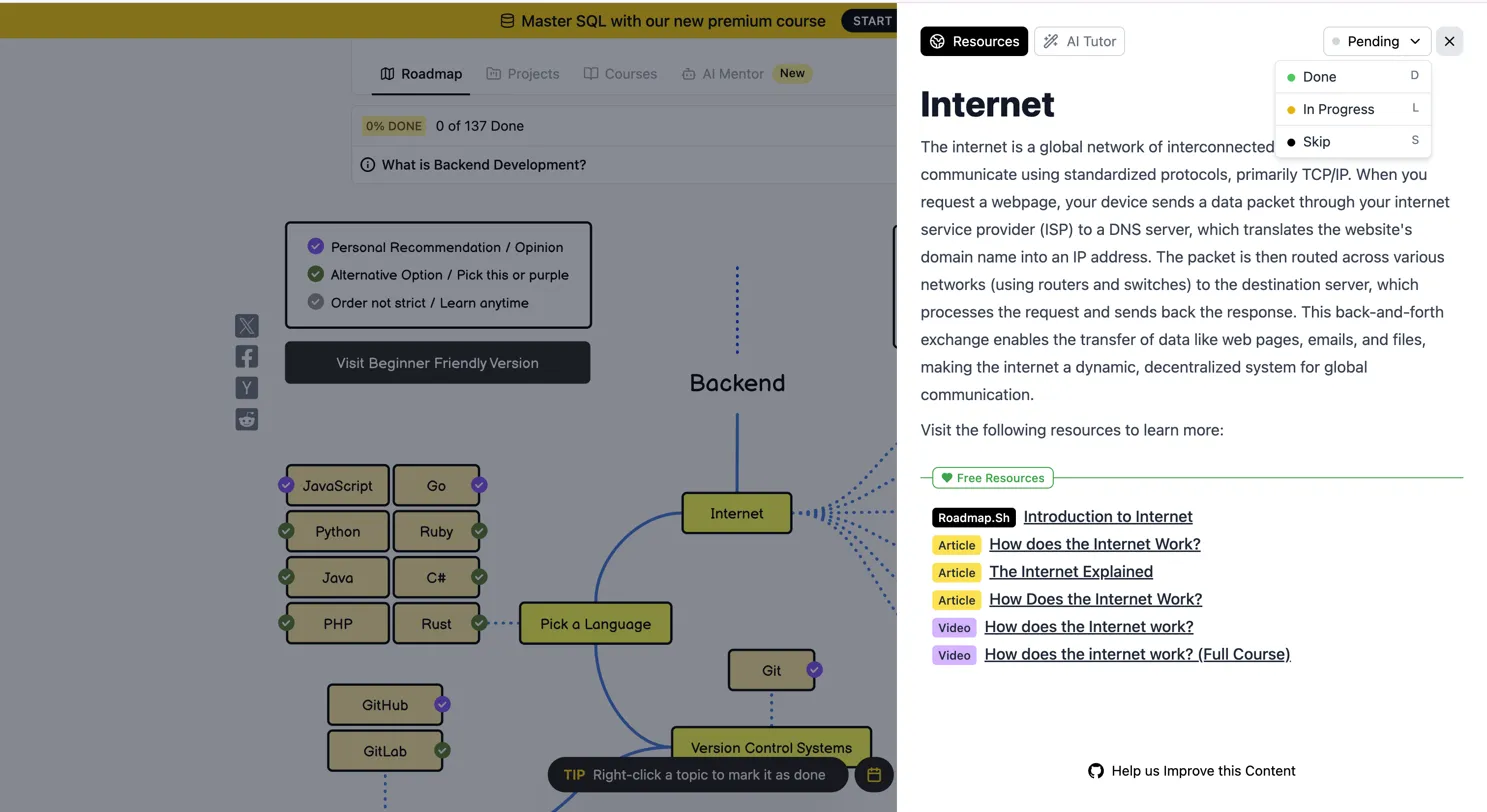 Master SQL with our new premium course START
Roadmap Projects Courses AI Mentor New
0% DONE 0 of 137 Done
What is Backend Development?
Personal Recommendation / Opinion
Alternative Option / Pick this or purple
Order not strict / Learn anytime
Visit Beginner Friendly Version
Backend
JavaScript Go
Internet
Python Ruby
Java C#
PHP Rust
Pick a Language
Git
GitHub
GitLab
Version Control Systems
TIP Right-click a topic to mark it as done
Resources AI Tutor
Pending
Done D
In Progress L
Skip S
Internet
The internet is a global network of interconnected
communicate using standardized protocols, primarily TCP/IP. When you
request a webpage, your device sends a data packet through your internet
service provider (ISP) to a DNS server, which translates the website's
domain name into an IP address. The packet is then routed across various
networks (using routers and switches) to the destination server, which
processes the request and sends back the response. This back-and-forth
exchange enables the transfer of data like web pages, emails, and files,
making the internet a dynamic, decentralized system for global
communication.
Visit the following resources to learn more:
Free Resources
Roadmap.Sh Introduction to Internet
Article How does the Internet Work?
Article The Internet Explained
Article How Does the Internet Work?
Video How does the Internet work?
Video How does the internet work? (Full Course)
Help us Improve this Content